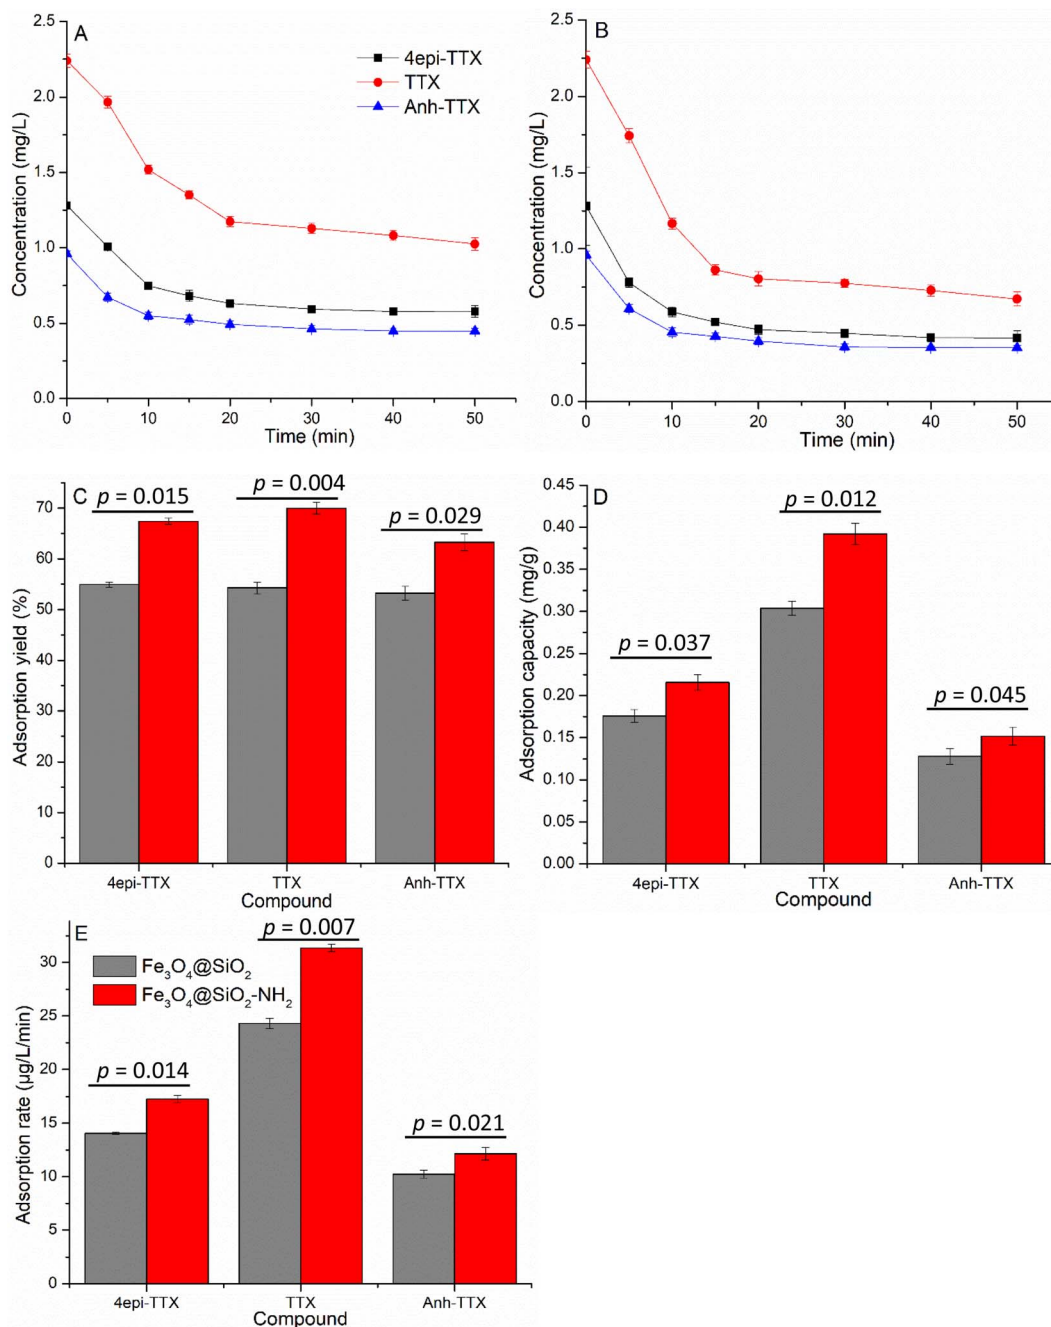 A
2.5
2.0
1.5
1.0
0.5
0.0
Concentration (mg/L)
4epi-TTX
TTX
Anh-TTX
0 10 20 30 40 50
Time (min)
B
2.5
2.0
1.5
1.0
0.5
0.0
Concentration (mg/L)
0 10 20 30 40 50
Time (min)
C
70
60
50
40
30
20
10
0
Adsorption yield (%)
p = 0.015
p = 0.004
p = 0.029
4epi-TTX TTX Anh-TTX
Compound
D
0.45
0.40
0.35
0.30
0.25
0.20
0.15
0.10
0.05
0.00
Adsorption capacity (mg/g)
p = 0.037
p = 0.012
p = 0.045
4epi-TTX TTX Anh-TTX
Compound
E
30
25
20
15
10
5
0
Adsorption rate (µg/L/min)
Fe₃O₄@SiO₂
Fe₃O₄@SiO₂-NH₂
p = 0.014
p = 0.007
p = 0.021
4epi-TTX TTX Anh-TTX
Compound